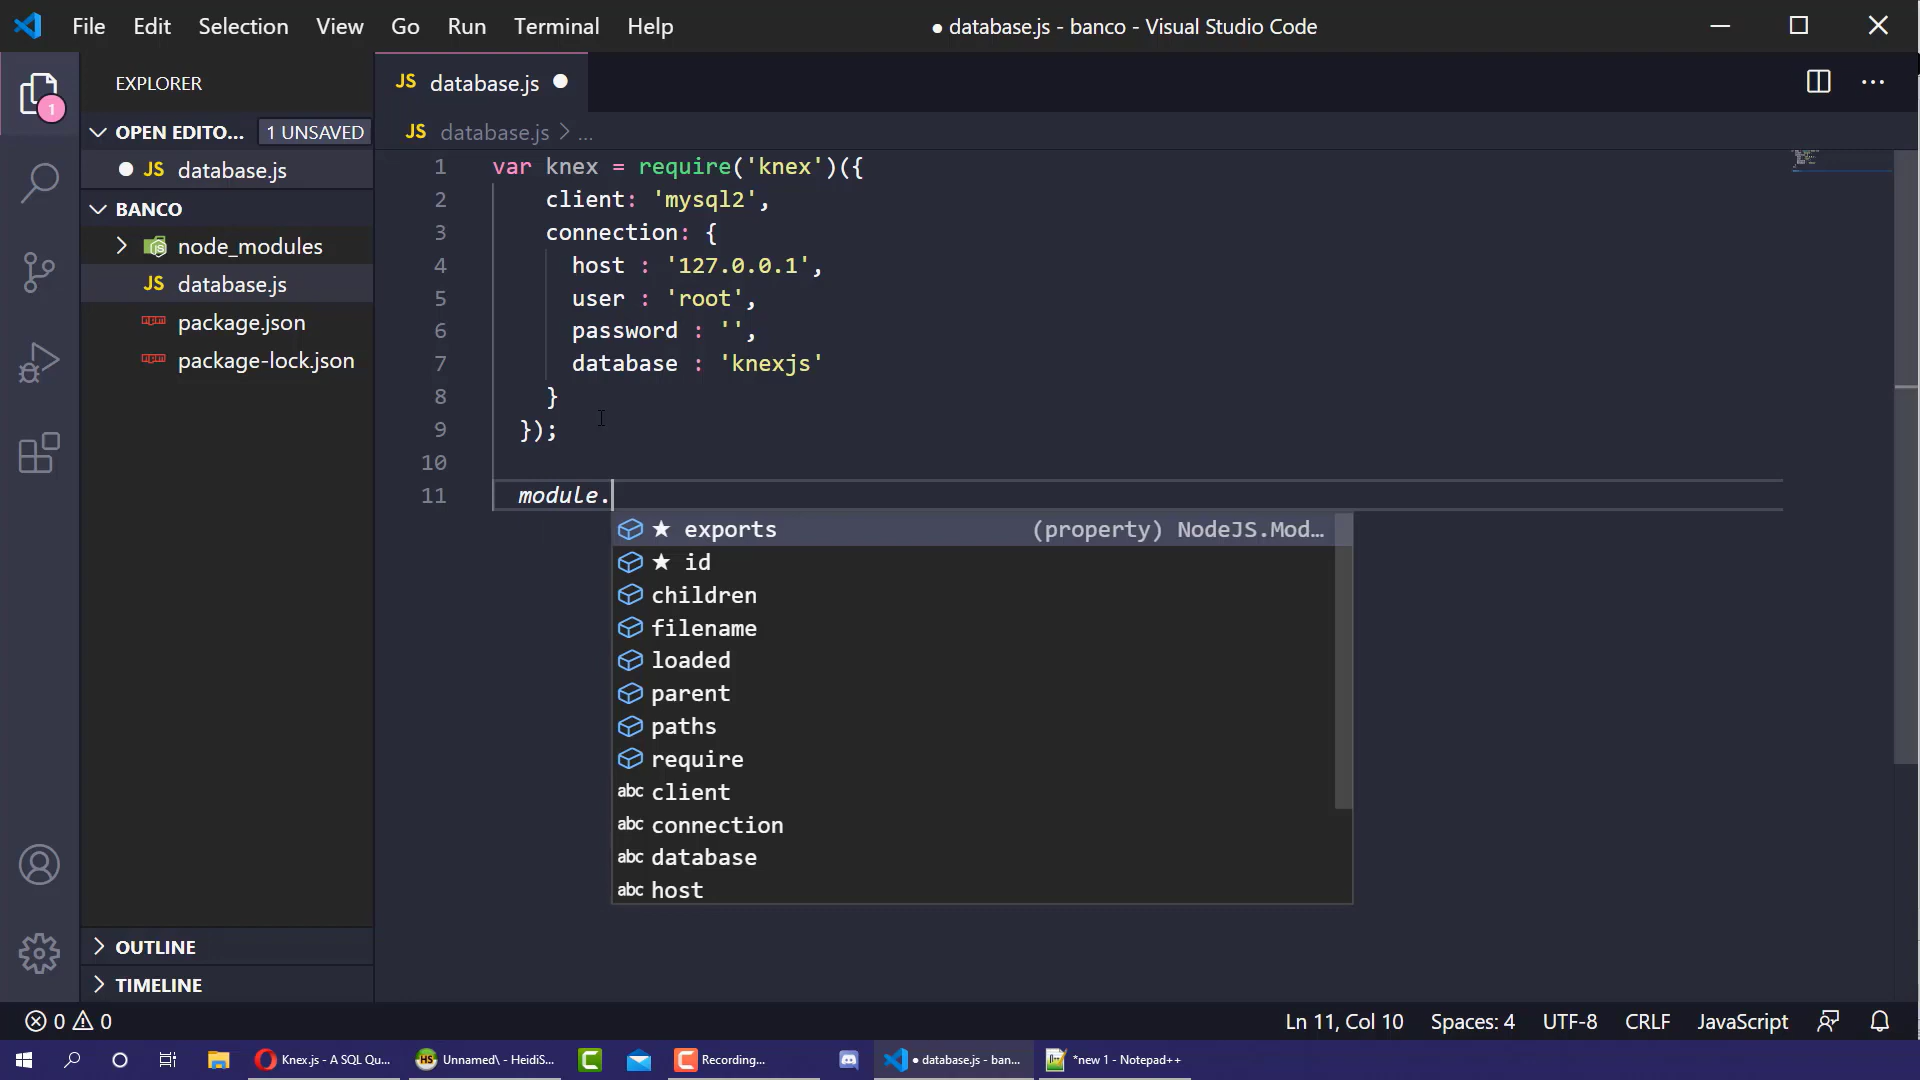 File Edit Selection View Go Run Terminal Help
● database.js - banco - Visual Studio Code
EXPLORER
1
OPEN EDITO... 1 UNSAVED
JS database.js
BANCO
node_modules
JS database.js
package.json
package-lock.json
OUTLINE
TIMELINE
JS database.js
JS database.js > ...
1 var knex = require('knex')({
2 client: 'mysql2',
3 connection: {
4 host : '127.0.0.1',
5 user : 'root',
6 password : '',
7 database : 'knexjs'
8 }
9 });
10
11 module.
★ exports (property) NodeJS.Mod...
★ id
children
filename
loaded
parent
paths
require
abc client
abc connection
abc database
abc host
0 0
Ln 11, Col 10 Spaces: 4 UTF-8 CRLF JavaScript
Knex.js - A SQL Qu... HS Unnamed\ - HeidiS... Recording... ● database.js - ban... *new 1 - Notepad++